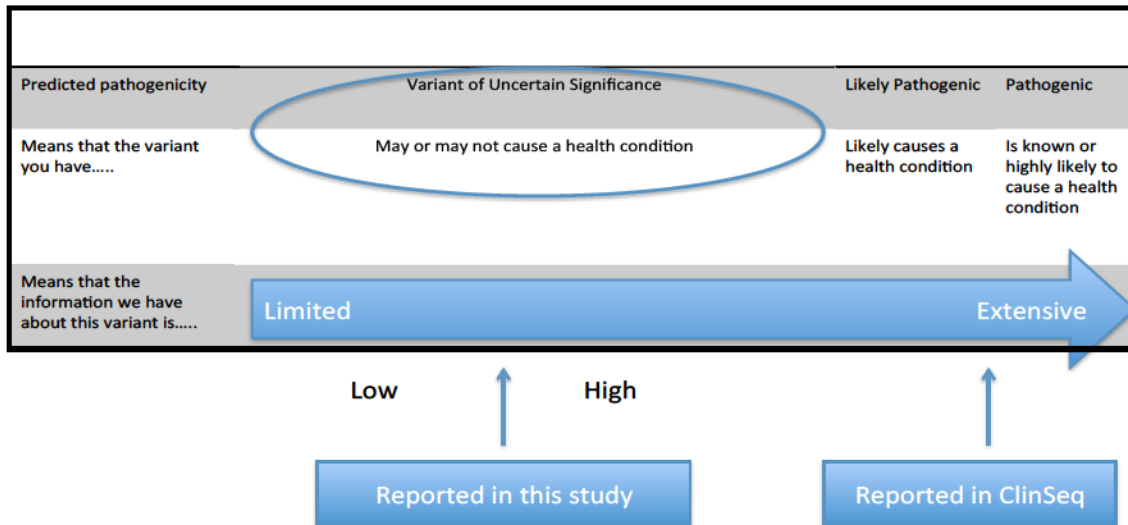 Predicted pathogenicity
Variant of Uncertain Significance
Likely Pathogenic
Pathogenic
Means that the variant
you have.....
May or may not cause a health condition
Likely causes a
health condition
Is known or
highly likely to
cause a health
condition
Means that the
information we have
about this variant is.....
Limited
Extensive
Low
High
Reported in this study
Reported in ClinSeq